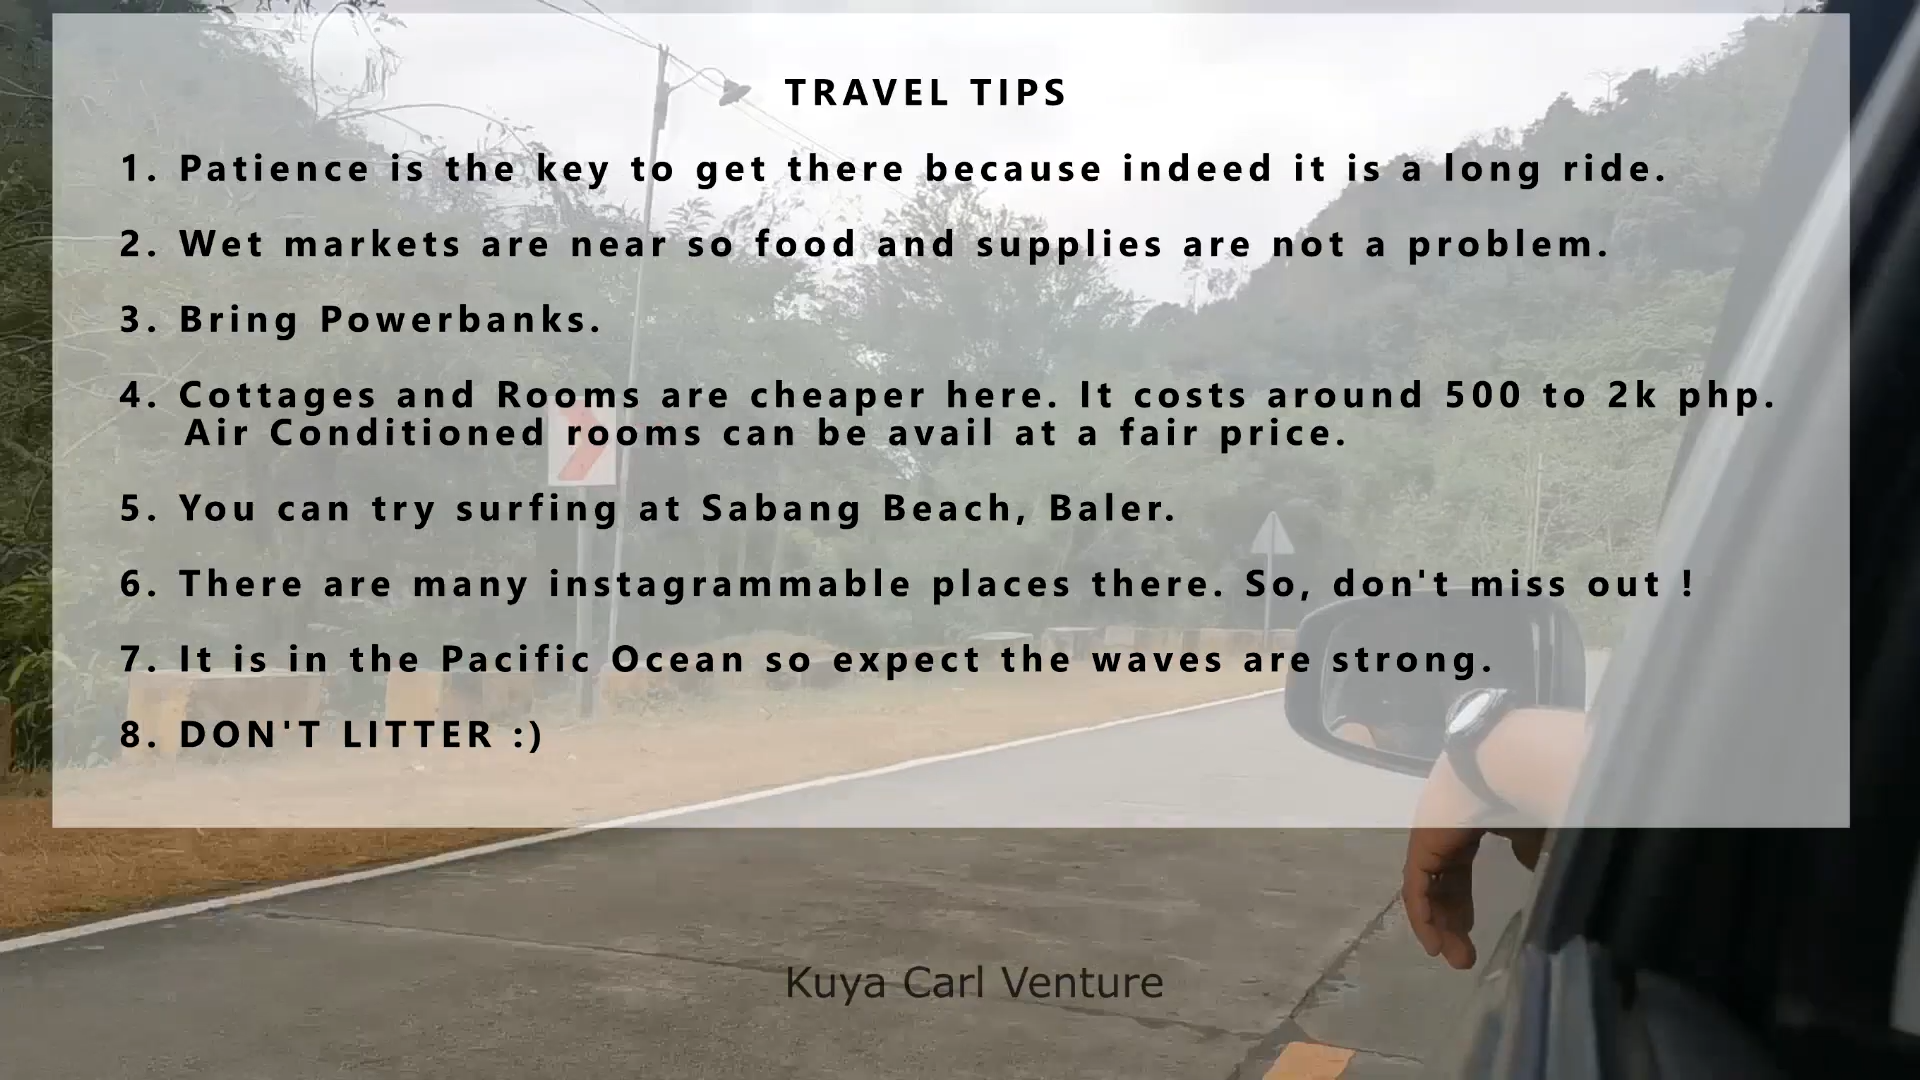 TRAVEL TIPS
1. Patience is the key to get there because indeed it is a long ride.
2. Wet markets are near so food and supplies are not a problem.
3. Bring Powerbanks.
4. Cottages and Rooms are cheaper here. It costs around 500 to 2k php.
Air Conditioned rooms can be avail at a fair price.
5. You can try surfing at Sabang Beach, Baler.
6. There are many instagrammable places there. So, don't miss out !
7. It is in the Pacific Ocean so expect the waves are strong.
8. DON'T LITTER :)
Kuya Carl Venture